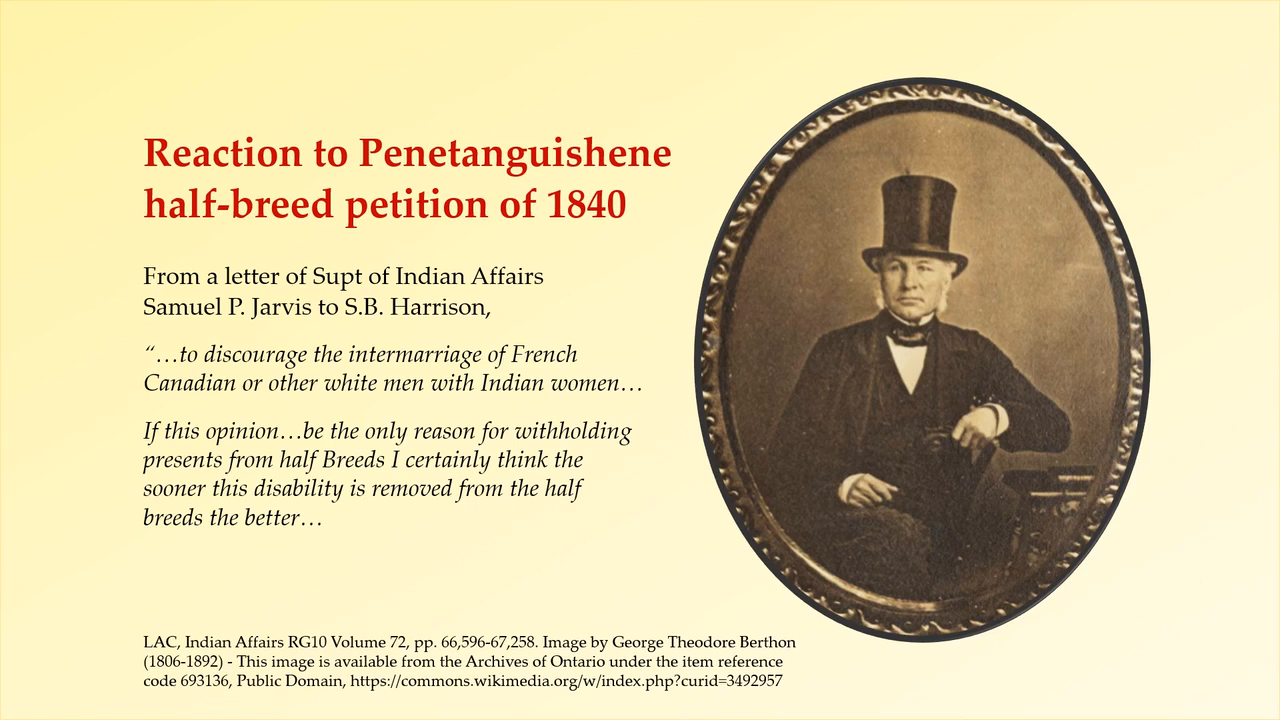 Reaction to Penetanguishene
half-breed petition of 1840
From a letter of Supt of Indian Affairs
Samuel P. Jarvis to S.B. Harrison,
“…to discourage the intermarriage of French
Canadian or other white men with Indian women…
If this opinion…be the only reason for withholding
presents from half Breeds I certainly think the
sooner this disability is removed from the half
breeds the better…
LAC, Indian Affairs RG10 Volume 72, pp. 66,596-67,258. Image by George Theodore Berthon
(1806-1892) - This image is available from the Archives of Ontario under the item reference
code 693136, Public Domain, https://commons.wikimedia.org/w/index.php?curid=3492957